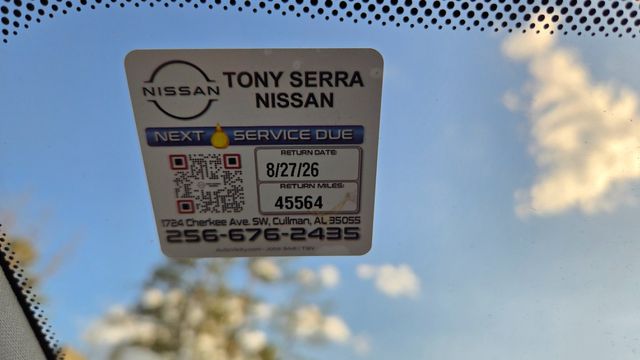 NISSAN
TONY SERRA
NISSAN
NEXT SERVICE DUE
RETURN DATE:
8/27/26
RETURN MILES:
45564
1724 Cherkee Ave. SW, Cullman, AL 35055
256-676-2435